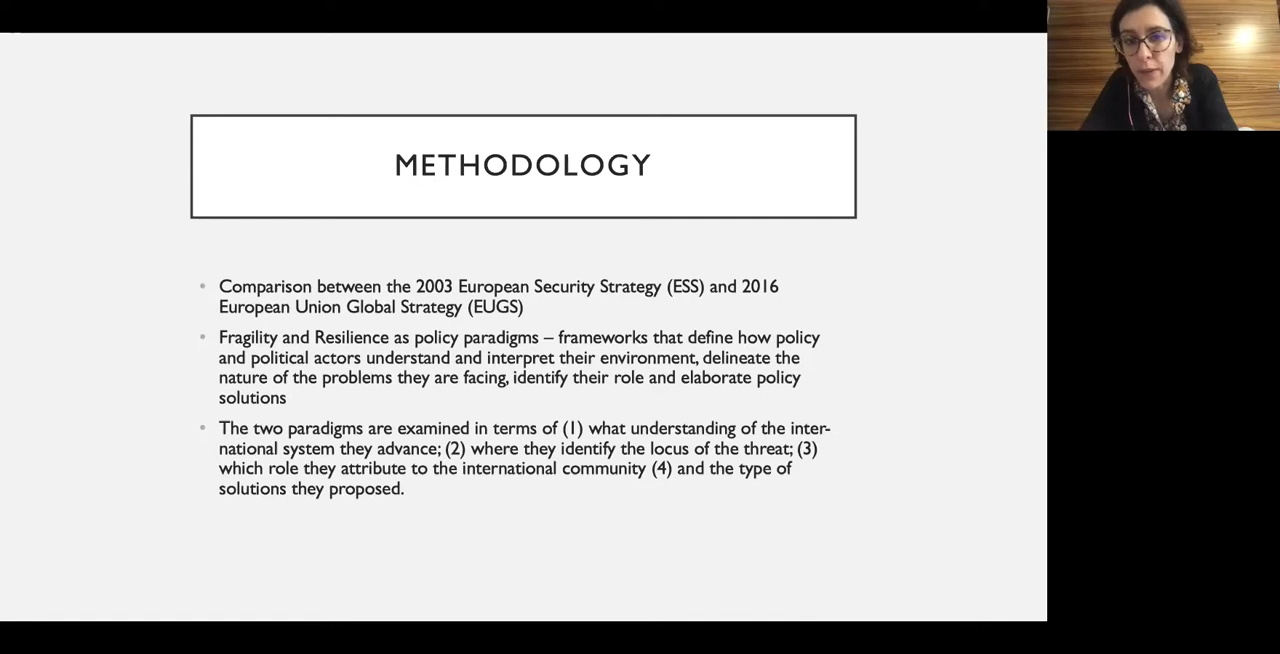 METHODOLOGY
• Comparison between the 2003 European Security Strategy (ESS) and 2016
European Union Global Strategy (EUGS)
• Fragility and Resilience as policy paradigms – frameworks that define how policy
and political actors understand and interpret their environment, delineate the
nature of the problems they are facing, identify their role and elaborate policy
solutions
• The two paradigms are examined in terms of (1) what understanding of the inter-
national system they advance; (2) where they identify the locus of the threat; (3)
which role they attribute to the international community (4) and the type of
solutions they proposed.